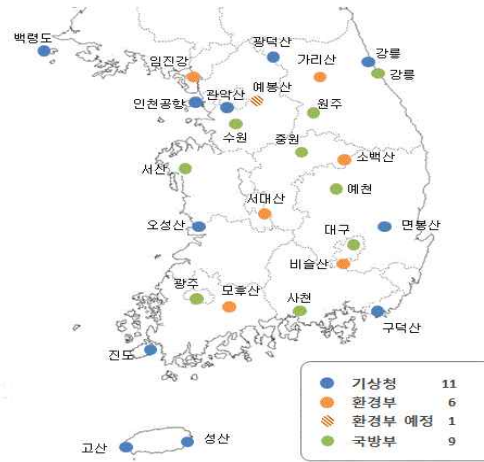 백령도
광덕산
강릉
임진강
가리산
강릉
인천공항
관악산
예봉산
원주
수원
중원
소백산
서산
예천
서대산
오성산
대구
면봉산
비슬산
광주
모후산
사천
구덕산
진도
고산
성산
기상청 11
환경부 6
환경부 예정 1
국방부 9